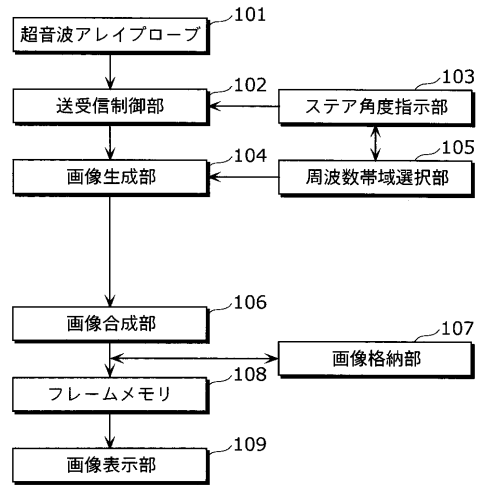 101
超音波アレイプローブ
102
103
送受信制御部
ステア角度指示部
104
105
画像生成部
周波数帯域選択部
106
画像合成部
107
画像格納部
108
フレームメモリ
109
画像表示部